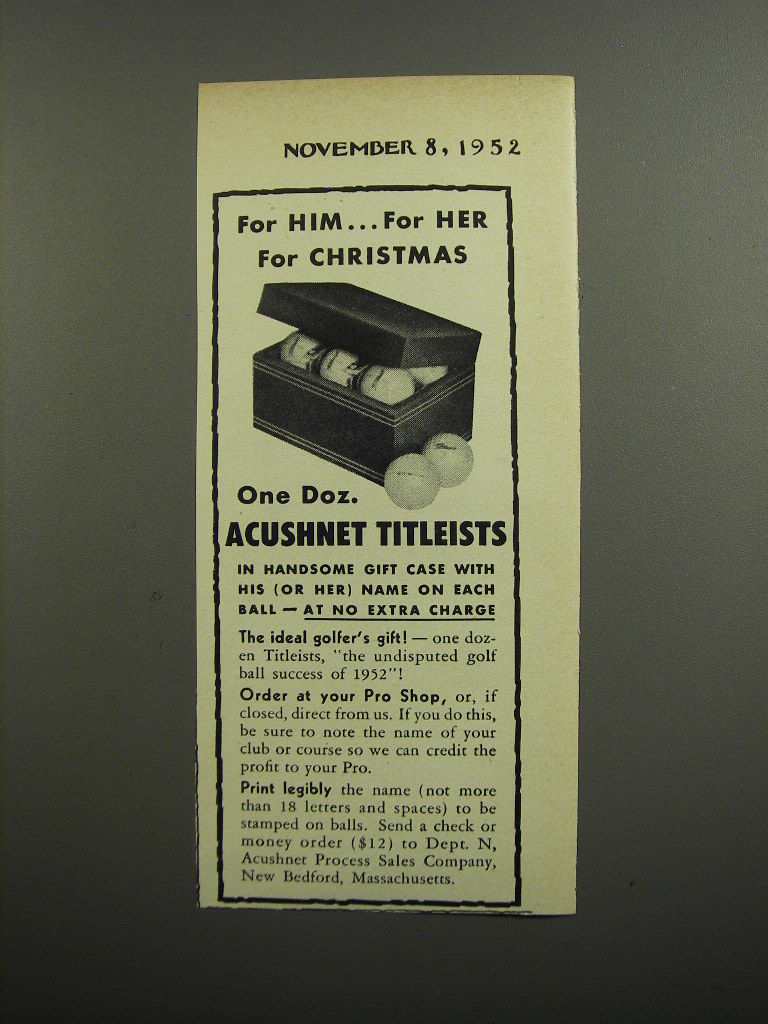 NOVEMBER 8, 1952
For HIM...For HER
For CHRISTMAS
One Doz.
ACUSHNET TITLEISTS
IN HANDSOME GIFT CASE WITH
HIS (OR HER) NAME ON EACH
BALL — AT NO EXTRA CHARGE
The ideal golfer's gift! — one doz-
en Titleists, "the undisputed golf
ball success of 1952"!
Order at your Pro Shop, or, if
closed, direct from us. If you do this,
be sure to note the name of your
club or course so we can credit the
profit to your Pro.
Print legibly the name (not more
than 18 letters and spaces) to be
stamped on balls. Send a check or
money order ($12) to Dept. N,
Acushnet Process Sales Company,
New Bedford, Massachusetts.